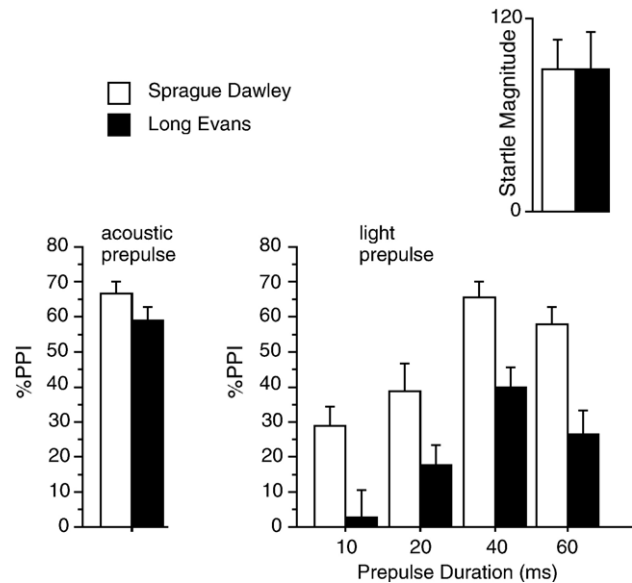 120
Startle Magnitude
0
Sprague Dawley
Long Evans
acoustic
prepulse
80
70
60
50
40
30
20
10
0
%PPI
light
prepulse
80
70
60
50
40
30
20
10
0
%PPI
10 20 40 60
Prepulse Duration (ms)